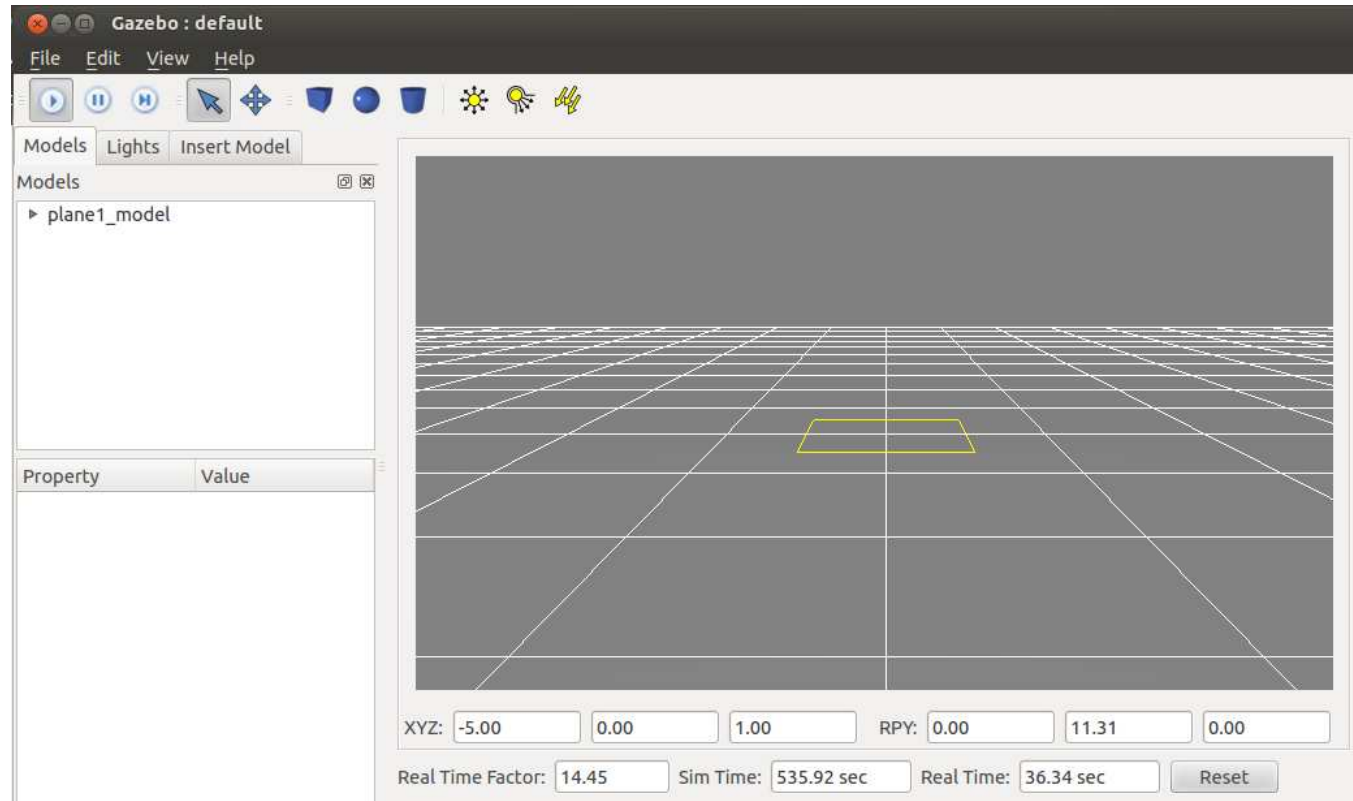 Gazebo : default
File Edit View Help
Models Lights Insert Model
Models
plane1_model
Property Value
XYZ: -5.00 0.00 1.00 RPY: 0.00 11.31 0.00
Real Time Factor: 14.45 Sim Time: 535.92 sec Real Time: 36.34 sec Reset